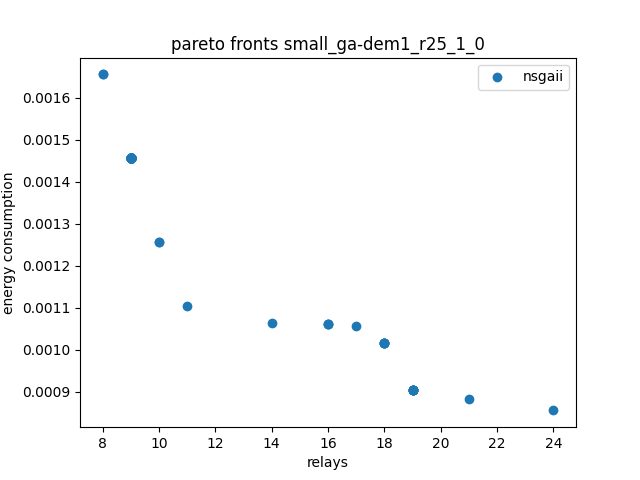 pareto fronts small_ga-dem1_r25_1_0
nsgaii
0.0016
0.0015
0.0014
0.0013
0.0012
0.0011
0.0010
0.0009
energy consumption
8 10 12 14 16 18 20 22 24
relays